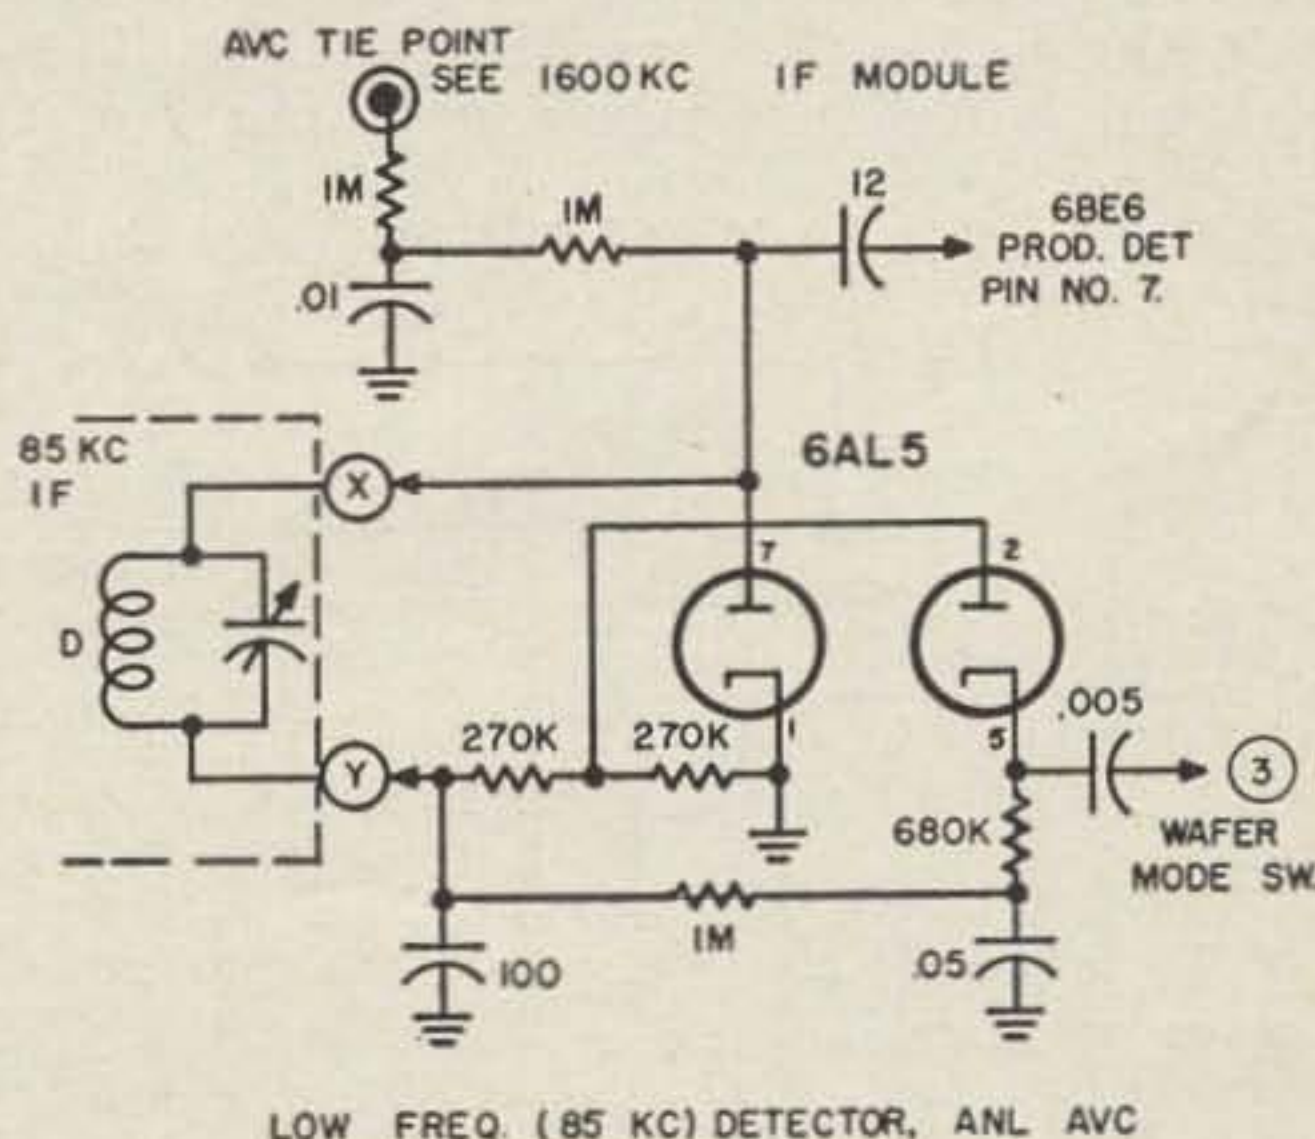 AVC TIE POINT
SEE 1600KC IF MODULE
1M
1M
12
6BE6
PROD. DET
PIN NO. 7.
.01
85 KC
IF
X
6AL5
7
2
D
.005
270K
270K
1
5
Y
3
680K
WAFER
MODE SW.
1M
100
.05
LOW FREQ. (85 KC) DETECTOR, ANL AVC